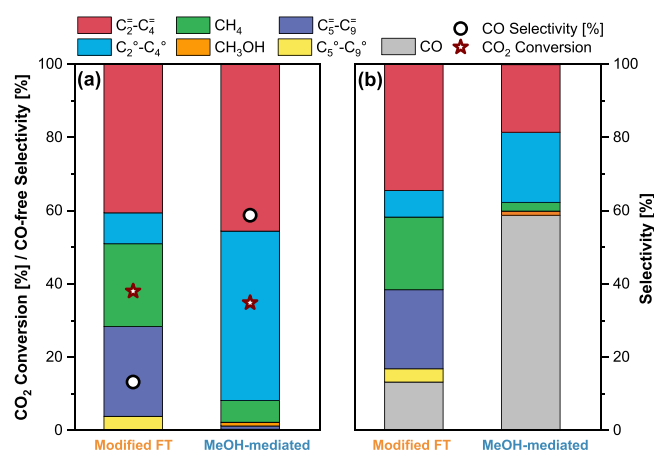 C₂⁼-C₄⁼ CH₄ C₅⁼-C₉⁼ CO Selectivity [%]
C₂°-C₄° CH₃OH C₅°-C₉° CO CO₂ Conversion
(a) (b)
CO₂ Conversion [%] / CO-free Selectivity [%]
100
80
60
40
20
0
Modified FT MeOH-mediated
Modified FT MeOH-mediated
100
80
60
40
20
0
Selectivity [%]